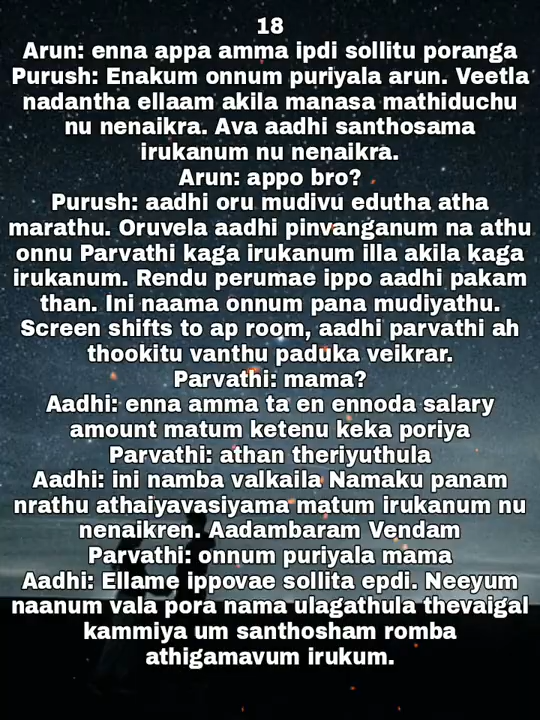 18
Arun: enna appa amma ipdi sollitu poranga
Purush: Enakum onnum puriyala arun. Veetla
nadantha ellaam akila manasa mathiduchu
nu nenaikra. Ava aadhi santhosama
irukanum nu nenaikra.
Arun: appo bro?
Purush: aadhi oru mudivu edutha atha
marathu. Oruvela aadhi pinvanganum na athu
onnu Parvathi kaga irukanum illa akila kaga
irukanum. Rendu perumae ippo aadhi pakam
than. Ini naama onnum pana mudiyathu.
Screen shifts to ap room, aadhi parvathi ah
thookitu vanthu paduka veikrar.
Parvathi: mama?
Aadhi: enna amma ta en ennoda salary
amount matum ketenu keka poriya
Parvathi: athan theriyuthula
Aadhi: ini namba valkaila Namaku panam
nrathu athaiyavasiyama matum irukanum nu
nenaikren. Aadambaram Vendam
Parvathi: onnum puriyala mama
Aadhi: Ellame ippovae sollita epdi. Neeyum
naanum vala pora nama ulagathula thevaigal
kammiya um santhosham romba
athigamavum irukum.